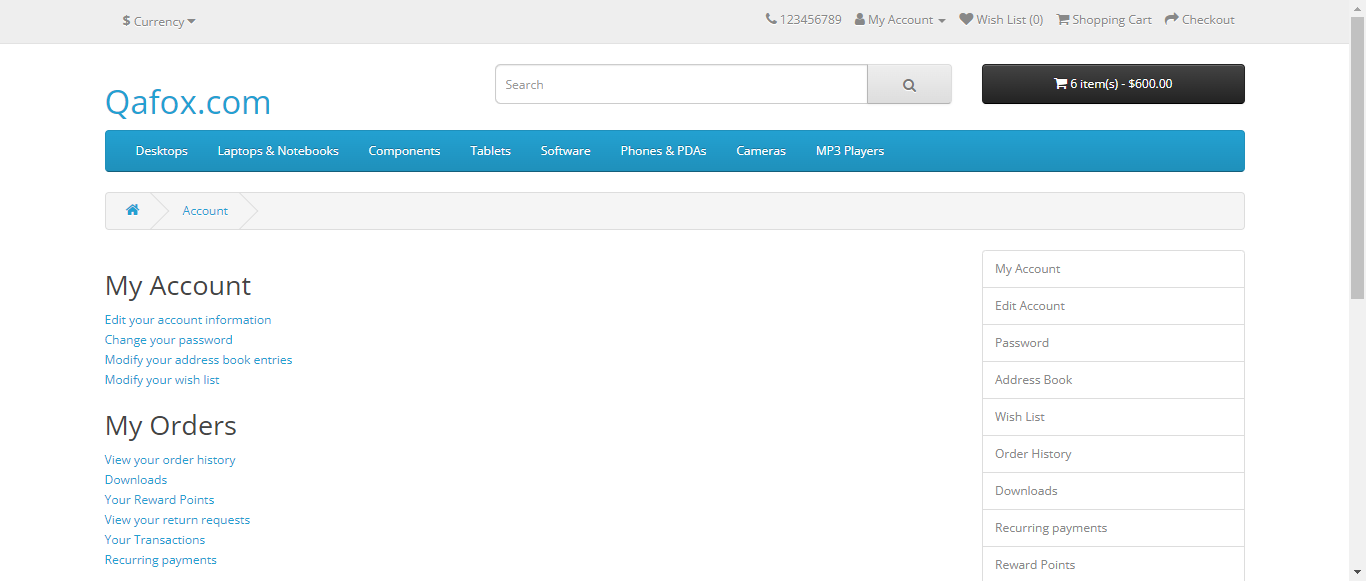 $ Currency 123456789 My Account Wish List (0) Shopping Cart Checkout
Qafox.com
Search
6 item(s) - $600.00
Desktops Laptops & Notebooks Components Tablets Software Phones & PDAs Cameras MP3 Players
Account
My Account
Edit your account information
Change your password
Modify your address book entries
Modify your wish list
My Orders
View your order history
Downloads
Your Reward Points
View your return requests
Your Transactions
Recurring payments
My Account
Edit Account
Password
Address Book
Wish List
Order History
Downloads
Recurring payments
Reward Points